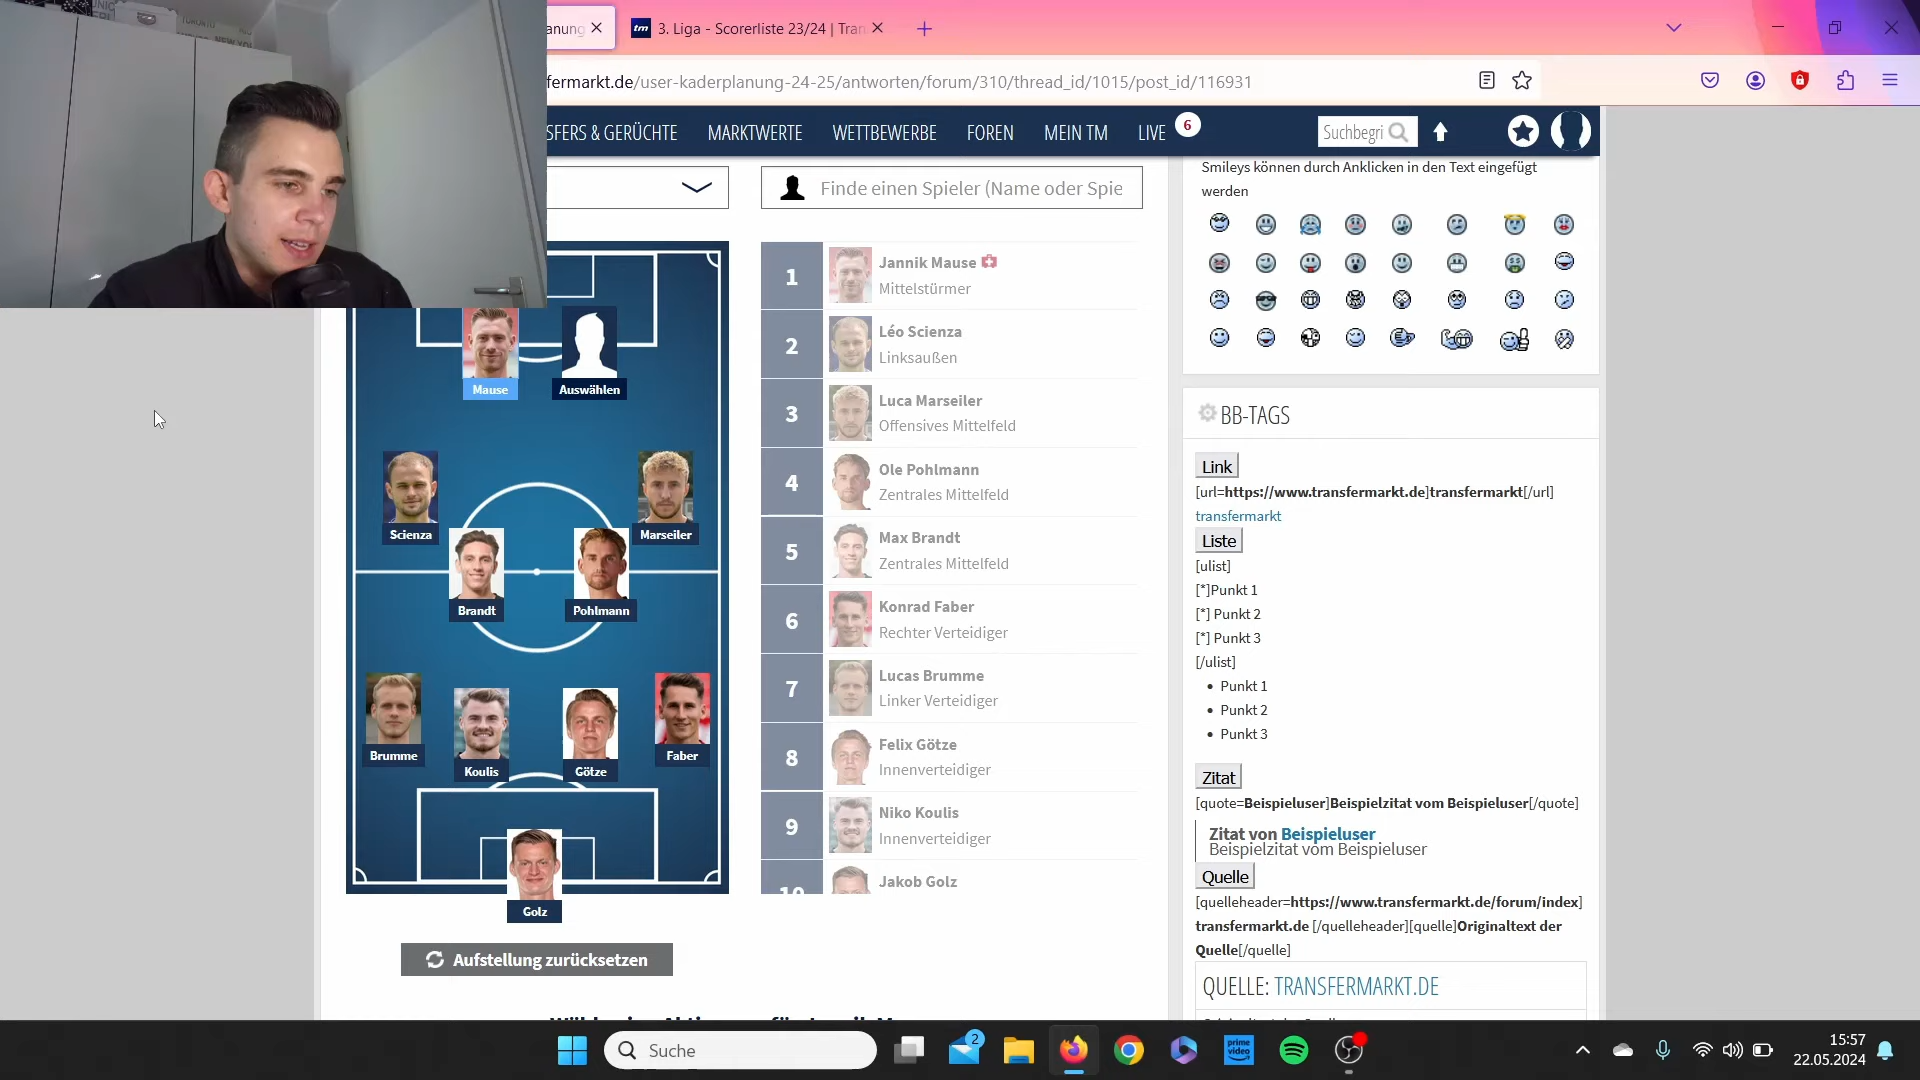 anung
3. Liga - Scorerliste 23/24 | Tran
fermarkt.de/user-kaderplanung-24-25/antworten/forum/310/thread_id/1015/post_id/116931
SFERS & GERÜCHTE
MARKTWERTE
WETTBEWERBE
FOREN
MEIN TM
LIVE
6
Suchbegri
Finde einen Spieler (Name oder Spie
Smileys können durch Anklicken in den Text eingefügt
werden
Mause
Auswählen
Scienza
Marseiler
Brandt
Pohlmann
Brumme
Koulis
Götze
Faber
Golz
Aufstellung zurücksetzen
1
Jannik Mause
Mittelstürmer
2
Léo Scienza
Linksaußen
3
Luca Marseiler
Offensives Mittelfeld
4
Ole Pohlmann
Zentrales Mittelfeld
5
Max Brandt
Zentrales Mittelfeld
6
Konrad Faber
Rechter Verteidiger
7
Lucas Brumme
Linker Verteidiger
8
Felix Götze
Innenverteidiger
9
Niko Koulis
Innenverteidiger
10
Jakob Golz
BB-TAGS
Link
[url=https://www.transfermarkt.de]transfermarkt[/url]
transfermarkt
Liste
[ulist]
[*]Punkt 1
[*] Punkt 2
[*] Punkt 3
[/ulist]
• Punkt 1
• Punkt 2
• Punkt 3
Zitat
[quote=Beispieluser]Beispielzitat vom Beispieluser[/quote]
Zitat von Beispieluser
Beispielzitat vom Beispieluser
Quelle
[quelleheader=https://www.transfermarkt.de/forum/index]
transfermarkt.de [/quelleheader][quelle]Originaltext der
Quelle[/quelle]
QUELLE: TRANSFERMARKT.DE
Suche
2
prime
video
15:57
22.05.2024